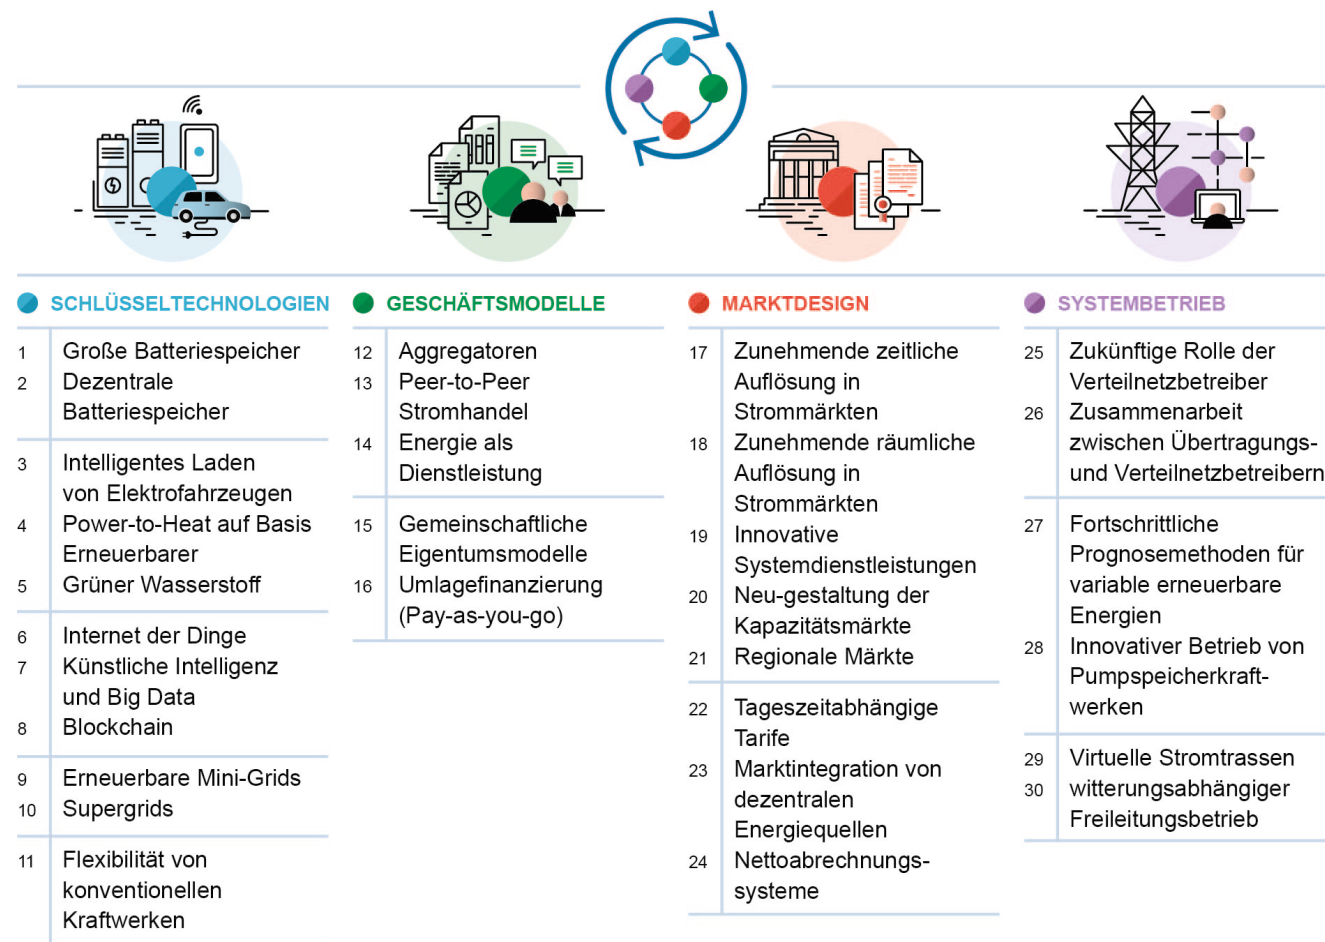 SCHLÜSSELTECHNOLOGIEN
1 Große Batteriespeicher
2 Dezentrale
Batteriespeicher
3 Intelligentes Laden
von Elektrofahrzeugen
4 Power-to-Heat auf Basis
Erneuerbarer
5 Grüner Wasserstoff
6 Internet der Dinge
7 Künstliche Intelligenz
und Big Data
8 Blockchain
9 Erneuerbare Mini-Grids
10 Supergrids
11 Flexibilität von
konventionellen
Kraftwerken
GESCHÄFTSMODELLE
12 Aggregatoren
13 Peer-to-Peer
Stromhandel
14 Energie als
Dienstleistung
15 Gemeinschaftliche
Eigentumsmodelle
16 Umlagefinanzierung
(Pay-as-you-go)
MARKTDESIGN
17 Zunehmende zeitliche
Auflösung in
Strommärkten
18 Zunehmende räumliche
Auflösung in
Strommärkten
19 Innovative
Systemdienstleistungen
20 Neu-gestaltung der
Kapazitätsmärkte
21 Regionale Märkte
22 Tageszeitabhängige
Tarife
23 Marktintegration von
dezentralen
Energiequellen
24 Nettoabrechnungs-
systeme
SYSTEMBETRIEB
25 Zukünftige Rolle der
Verteilnetzbetreiber
26 Zusammenarbeit
zwischen Übertragungs-
und Verteilnetzbetreibern
27 Fortschrittliche
Prognosemethoden für
variable erneuerbare
Energien
28 Innovativer Betrieb von
Pumpspeicherkraft-
werken
29 Virtuelle Stromtrassen
30 witterungsabhängiger
Freileitungsbetrieb